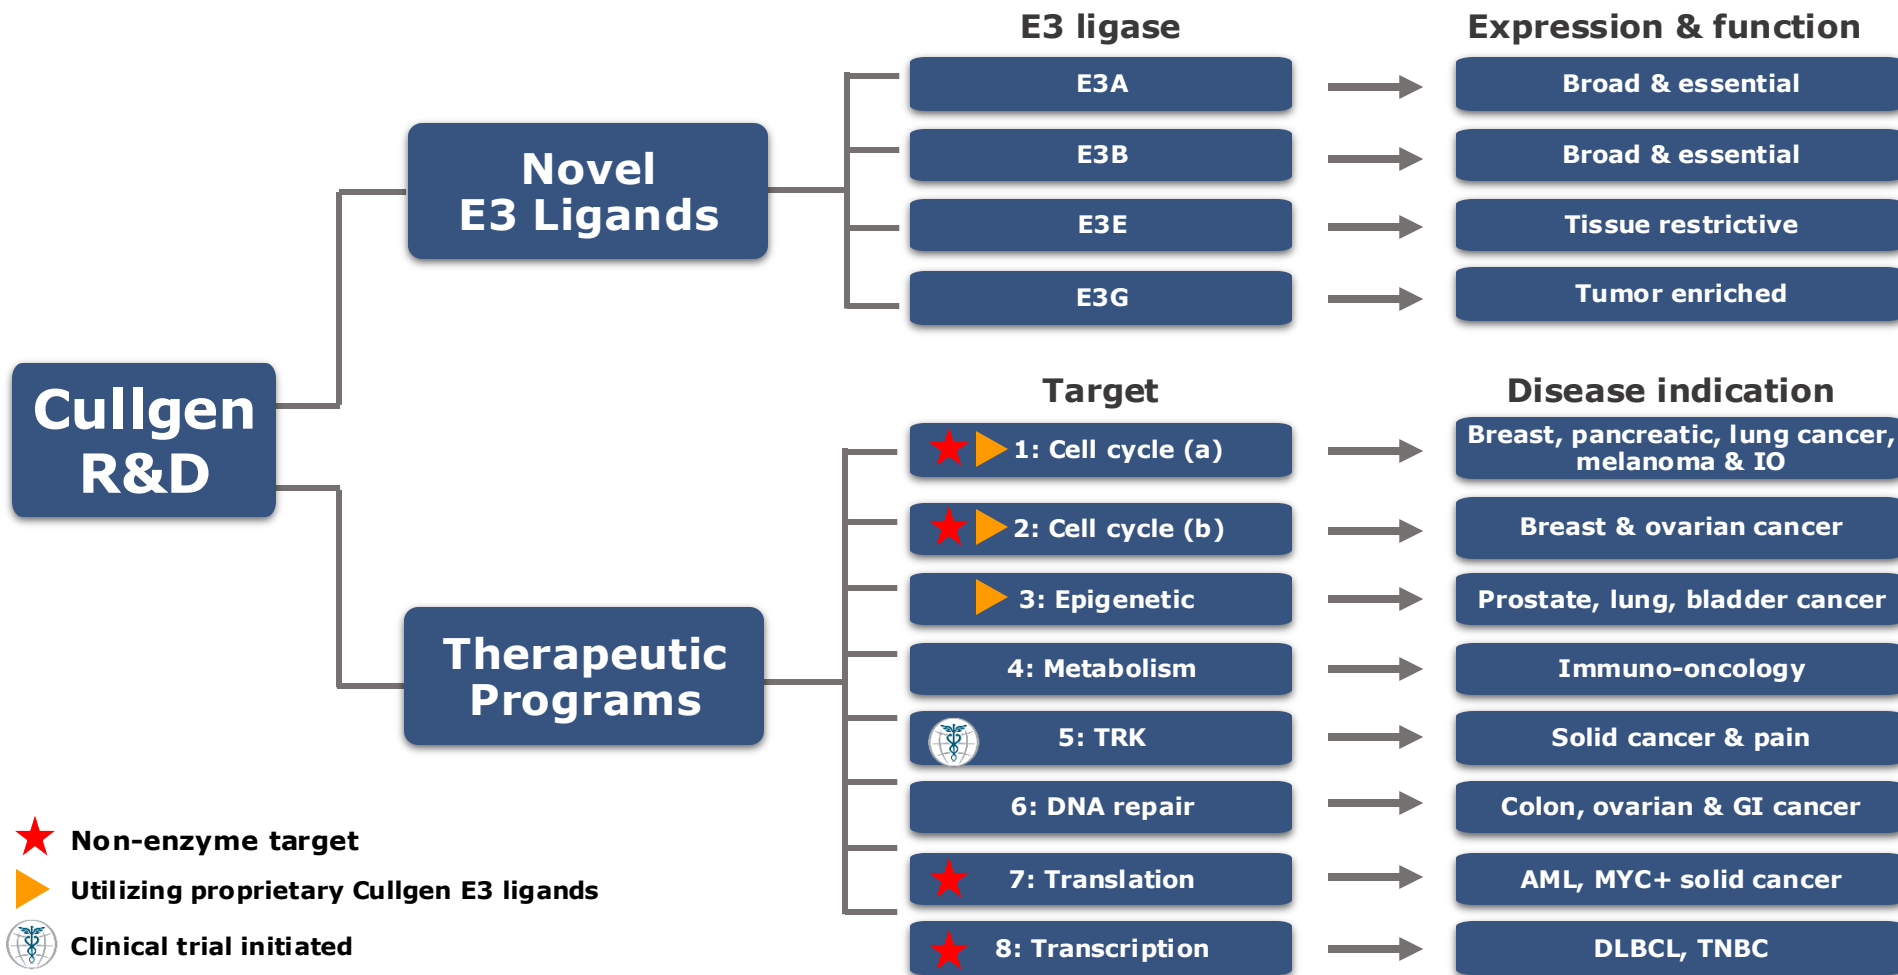 E3 ligase
Expression & function
E3A
Broad & essential
Novel
E3 Ligands
E3B
Broad & essential
E3E
Tissue restrictive
E3G
Tumor enriched
Cullgen
R&D
Target
Disease indication
1: Cell cycle (a)
Breast, pancreatic, lung cancer,
melanoma & IO
2: Cell cycle (b)
Breast & ovarian cancer
3: Epigenetic
Prostate, lung, bladder cancer
Therapeutic
Programs
4: Metabolism
Immuno-oncology
5: TRK
Solid cancer & pain
6: DNA repair
Colon, ovarian & GI cancer
7: Translation
AML, MYC+ solid cancer
8: Transcription
DLBCL, TNBC
Non-enzyme target
Utilizing proprietary Cullgen E3 ligands
Clinical trial initiated